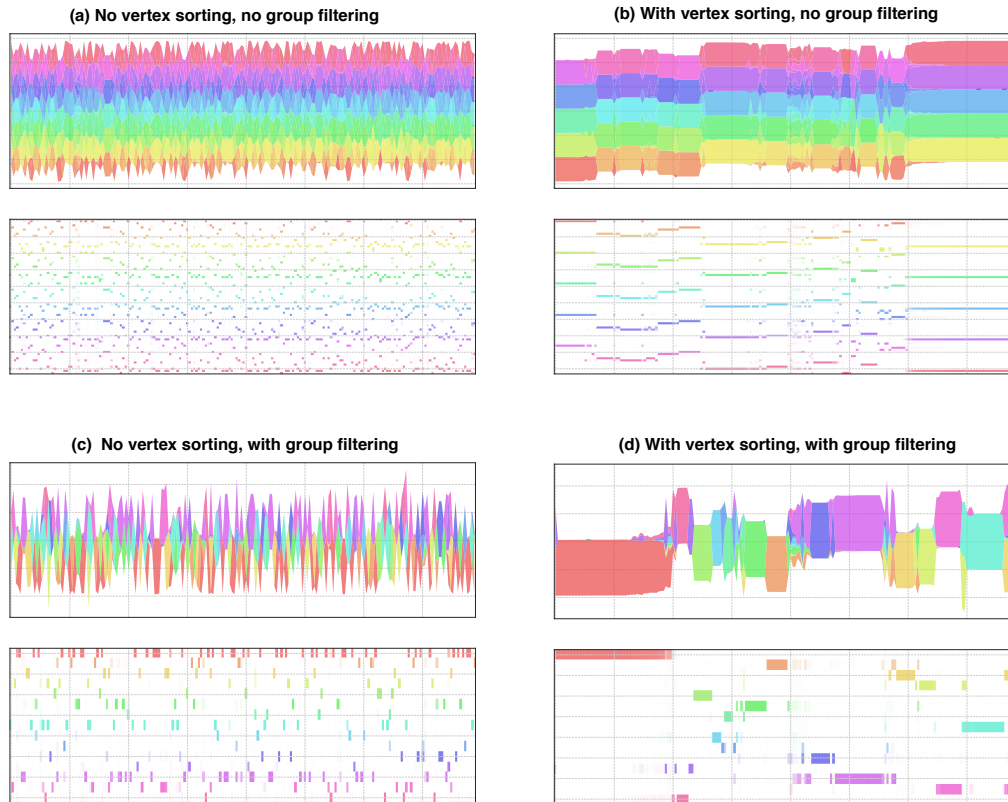 (a) No vertex sorting, no group filtering
(b) With vertex sorting, no group filtering
(c) No vertex sorting, with group filtering
(d) With vertex sorting, with group filtering